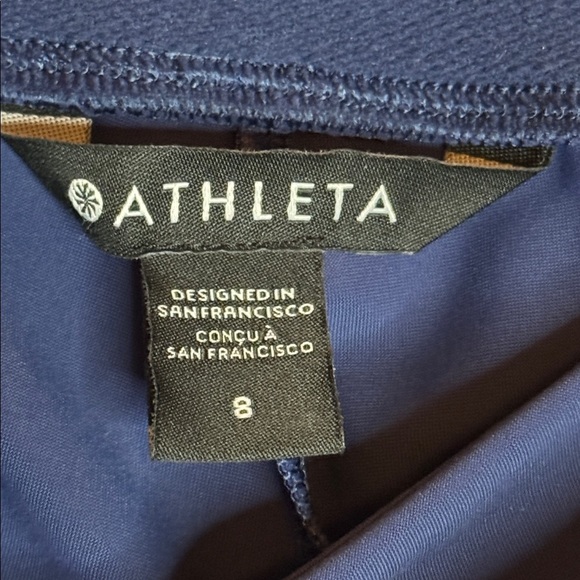 ATHLETA
DESIGNED IN
SAN FRANCISCO
CONÇU À
SAN FRANCISCO
8